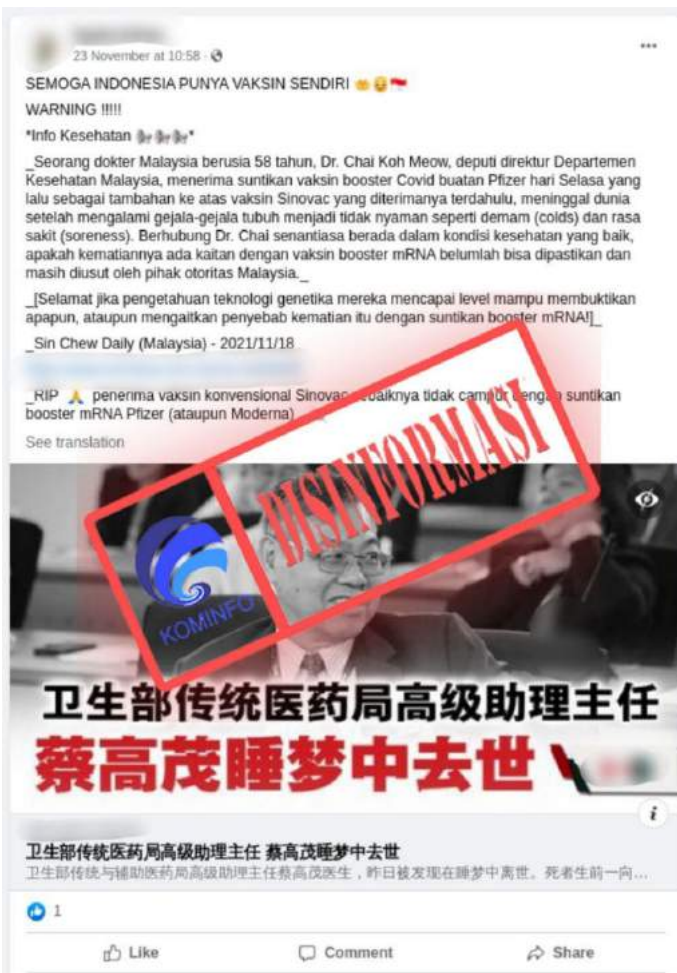 23 November at 10:58 ·
SEMOGA INDONESIA PUNYA VAKSIN SENDIRI
WARNING !!!!!
*Info Kesehatan *
_Seorang dokter Malaysia berusia 58 tahun, Dr. Chai Koh Meow, deputi direktur Departemen
Kesehatan Malaysia, menerima suntikan vaksin booster Covid buatan Pfizer hari Selasa yang
lalu sebagai tambahan ke atas vaksin Sinovac yang diterimanya terdahulu, meninggal dunia
setelah mengalami gejala-gejala tubuh menjadi tidak nyaman seperti demam (colds) dan rasa
sakit (soreness). Berhubung Dr. Chai senantiasa berada dalam kondisi kesehatan yang baik,
apakah kematiannya ada kaitan dengan vaksin booster mRNA belumlah bisa dipastikan dan
masih diusut oleh pihak otoritas Malaysia._
_[Selamat jika pengetahuan teknologi genetika mereka mencapai level mampu membuktikan
apapun, ataupun mengaitkan penyebab kematian itu dengan suntikan booster mRNA!]_
_Sin Chew Daily (Malaysia) - 2021/11/18
_RIP 🙏 penerima vaksin konvensional Sinovac sebaiknya tidak campur dengan suntikan
booster mRNA Pfizer (ataupun Moderna)
See translation
DISINFORMASI
KOMINFO
卫生部传统医药局高级助理主任
蔡高茂睡梦中去世
卫生部传统医药局高级助理主任 蔡高茂睡梦中去世
卫生部传统与辅助医药局高级助理主任蔡高茂医生，昨日被发现在睡梦中离世。死者生前一向…
1
Like
Comment
Share